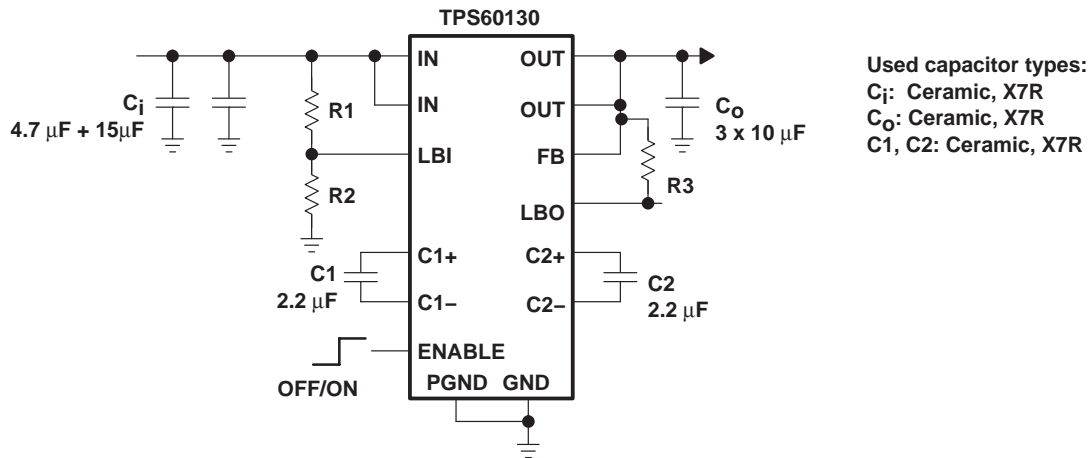 TPS60130
IN
OUT
IN
OUT
LBI
FB
LBO
C1+
C2+
C1–
C2–
ENABLE
PGND
GND
Ci
4.7 μF + 15μF
R1
R2
C1
2.2 μF
OFF/ON
Co
3 x 10 μF
R3
C2
2.2 μF
Used capacitor types:
Ci: Ceramic, X7R
Co: Ceramic, X7R
C1, C2: Ceramic, X7R